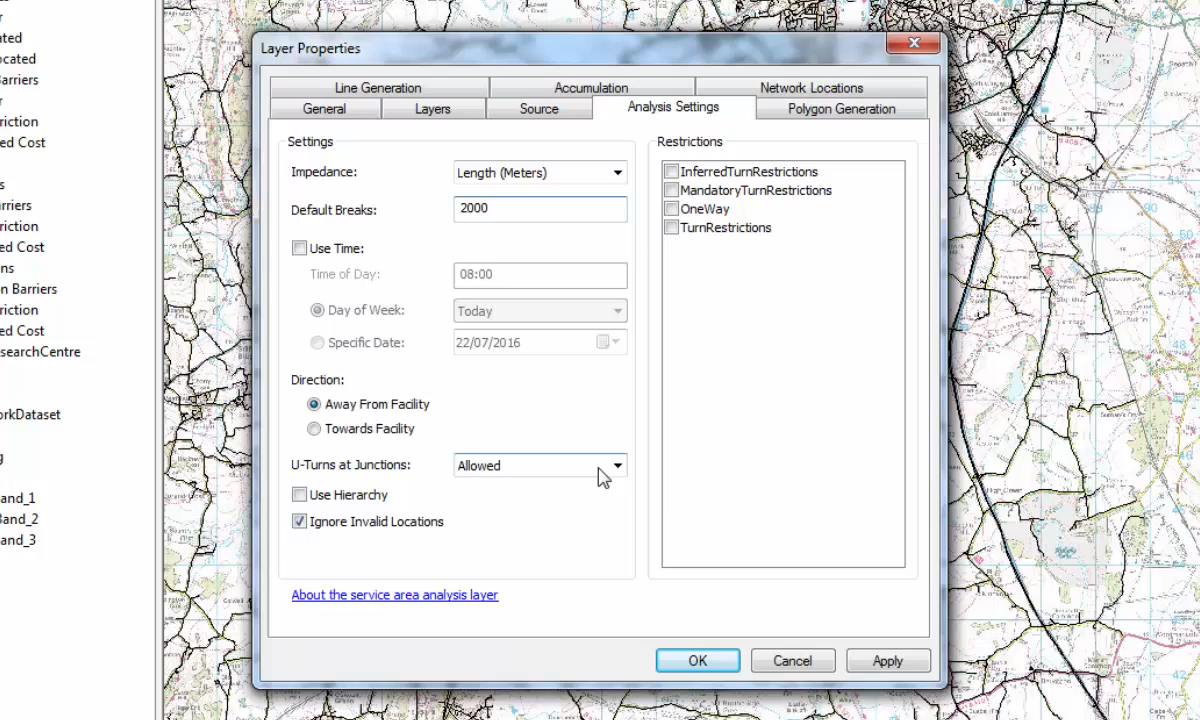 ated
ocated
Barriers
r
riction
ed Cost
s
rriers
riction
ed Cost
ns
n Barriers
riction
ed Cost
searchCentre
orkDataset
g
and_1
Band_2
and_3
Layer Properties
Line Generation
Accumulation
Network Locations
General
Layers
Source
Analysis Settings
Polygon Generation
Settings
Impedance:
Length (Meters)
Default Breaks:
2000
Use Time:
Time of Day:
08:00
Day of Week:
Today
Specific Date:
22/07/2016
Direction:
Away From Facility
Towards Facility
U-Turns at Junctions:
Allowed
Use Hierarchy
Ignore Invalid Locations
About the service area analysis layer
Restrictions
InferredTurnRestrictions
MandatoryTurnRestrictions
OneWay
TurnRestrictions
OK
Cancel
Apply